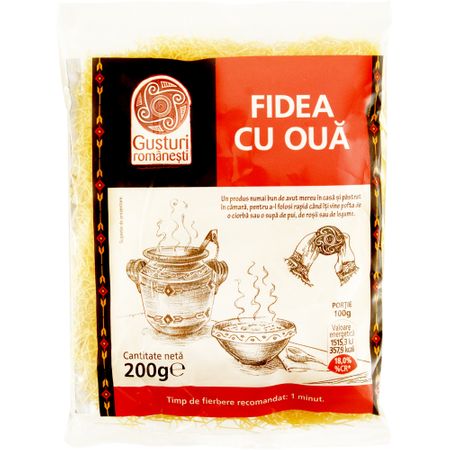 Gusturi
românești
FIDEA
CU OUĂ
Un produs numai bun de avut mereu în casă și păstrat
în cămară, pentru a-l folosi rapid când îți vine pofta de
o ciorbă sau o supă de pui, de roșii sau de legume.
Sugestie de prezentare
PORȚIE
100g
Valoare
energetică
1515,3 kJ
357,9 kcal
18,0%
%CR*
Cantitate netă
200g℮
Timp de fierbere recomandat: 1 minut.